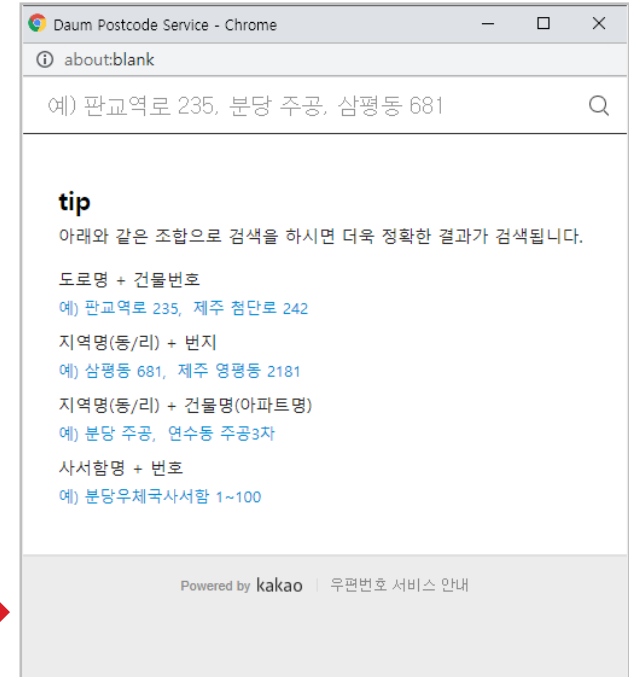 Daum Postcode Service - Chrome
about:blank
예) 판교역로 235, 분당 주공, 삼평동 681
tip
아래와 같은 조합으로 검색을 하시면 더욱 정확한 결과가 검색됩니다.
도로명 + 건물번호
예) 판교역로 235, 제주 첨단로 242
지역명(동/리) + 번지
예) 삼평동 681, 제주 영평동 2181
지역명(동/리) + 건물명(아파트명)
예) 분당 주공, 연수동 주공3차
사서함명 + 번호
예) 분당우체국사서함 1~100
Powered by kakao 우편번호 서비스 안내